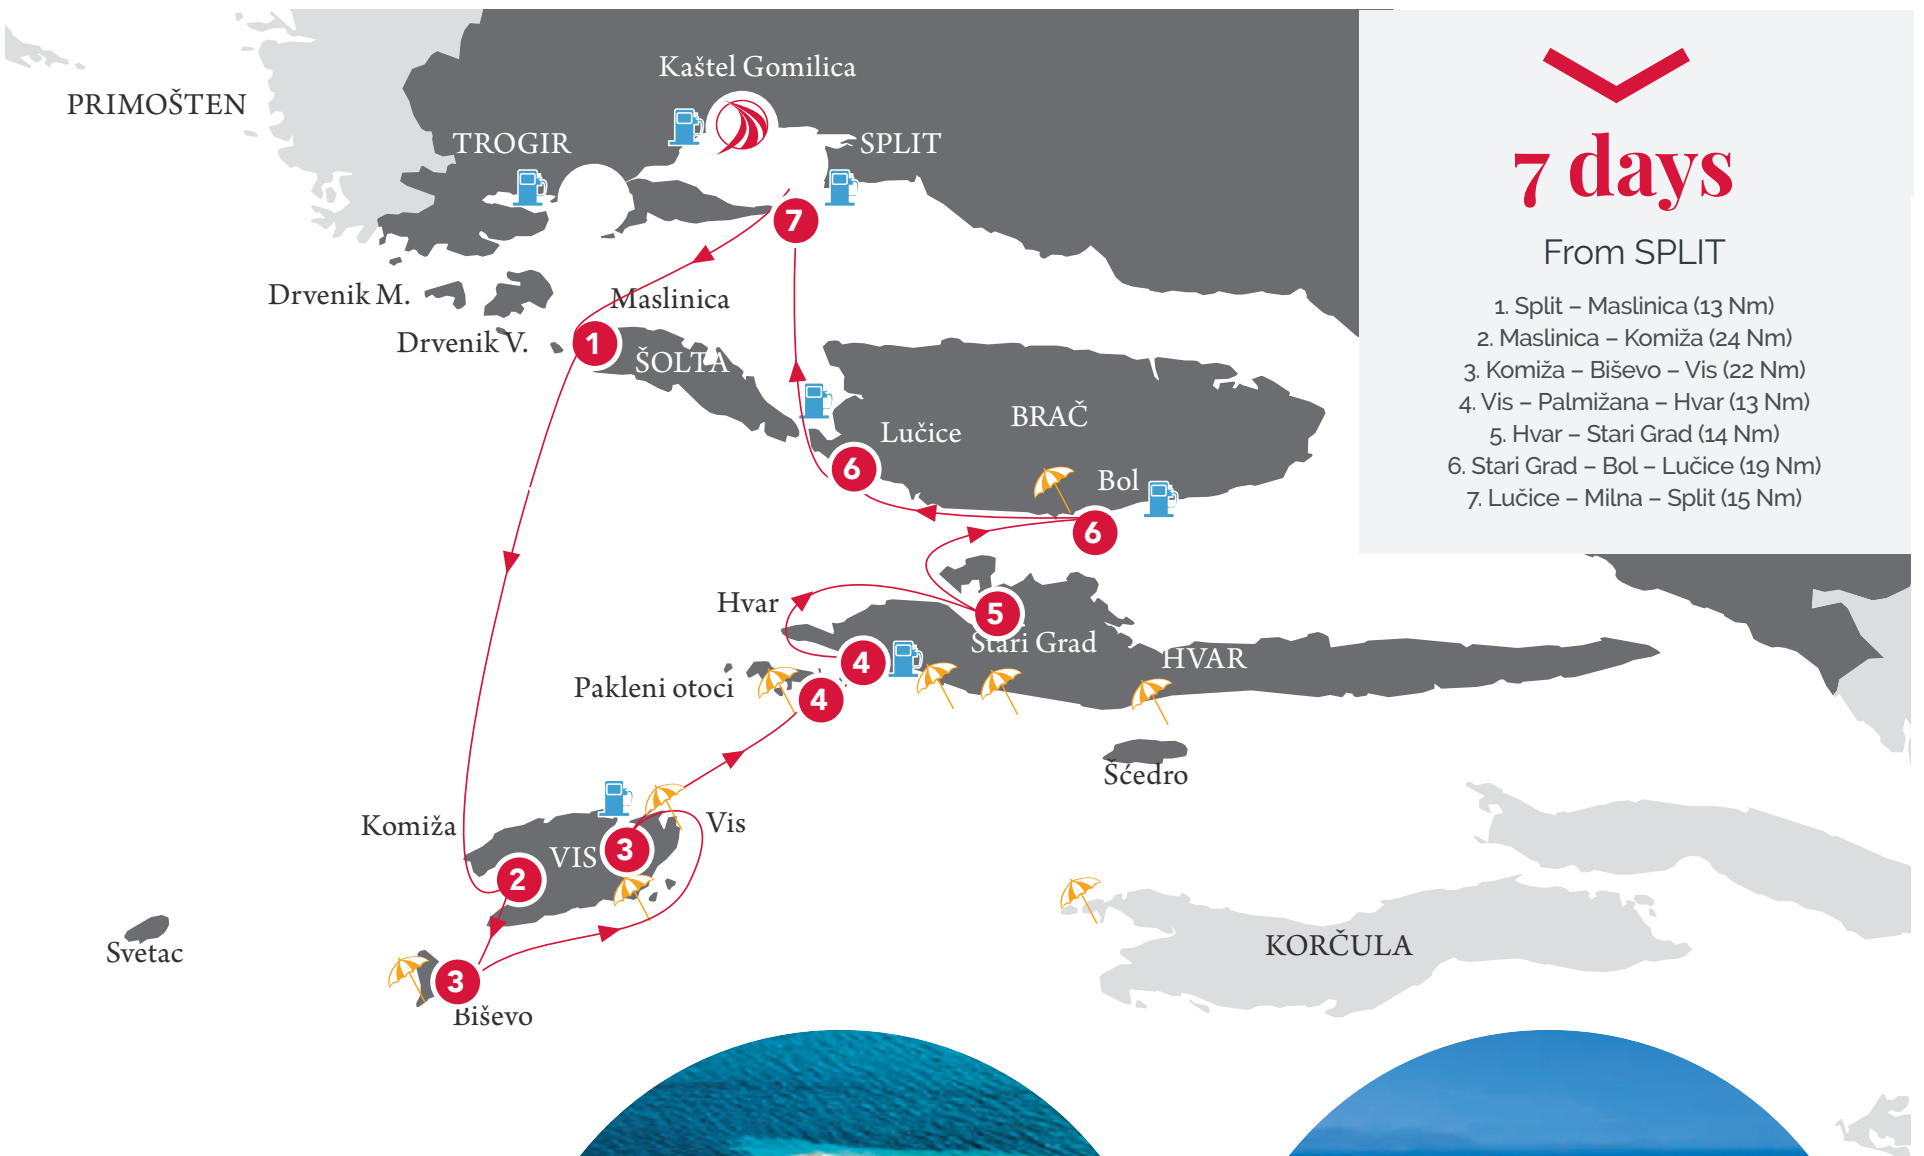 Kaštel Gomilica
PRIMOŠTEN
TROGIR
SPLIT
7
Drvenik M.
Maslinica
Drvenik V.
1
ŠOLTA
BRAČ
Lučice
6
Bol
6
Hvar
5
Stari Grad
HVAR
4
Pakleni otoci
4
Šćedro
Komiža
Vis
VIS
3
2
KORČULA
Svetac
3
Biševo
7 days
From SPLIT
1. Split – Maslinica (13 Nm)
2. Maslinica – Komiža (24 Nm)
3. Komiža – Biševo – Vis (22 Nm)
4. Vis – Palmižana – Hvar (13 Nm)
5. Hvar – Stari Grad (14 Nm)
6. Stari Grad – Bol – Lučice (19 Nm)
7. Lučice – Milna – Split (15 Nm)